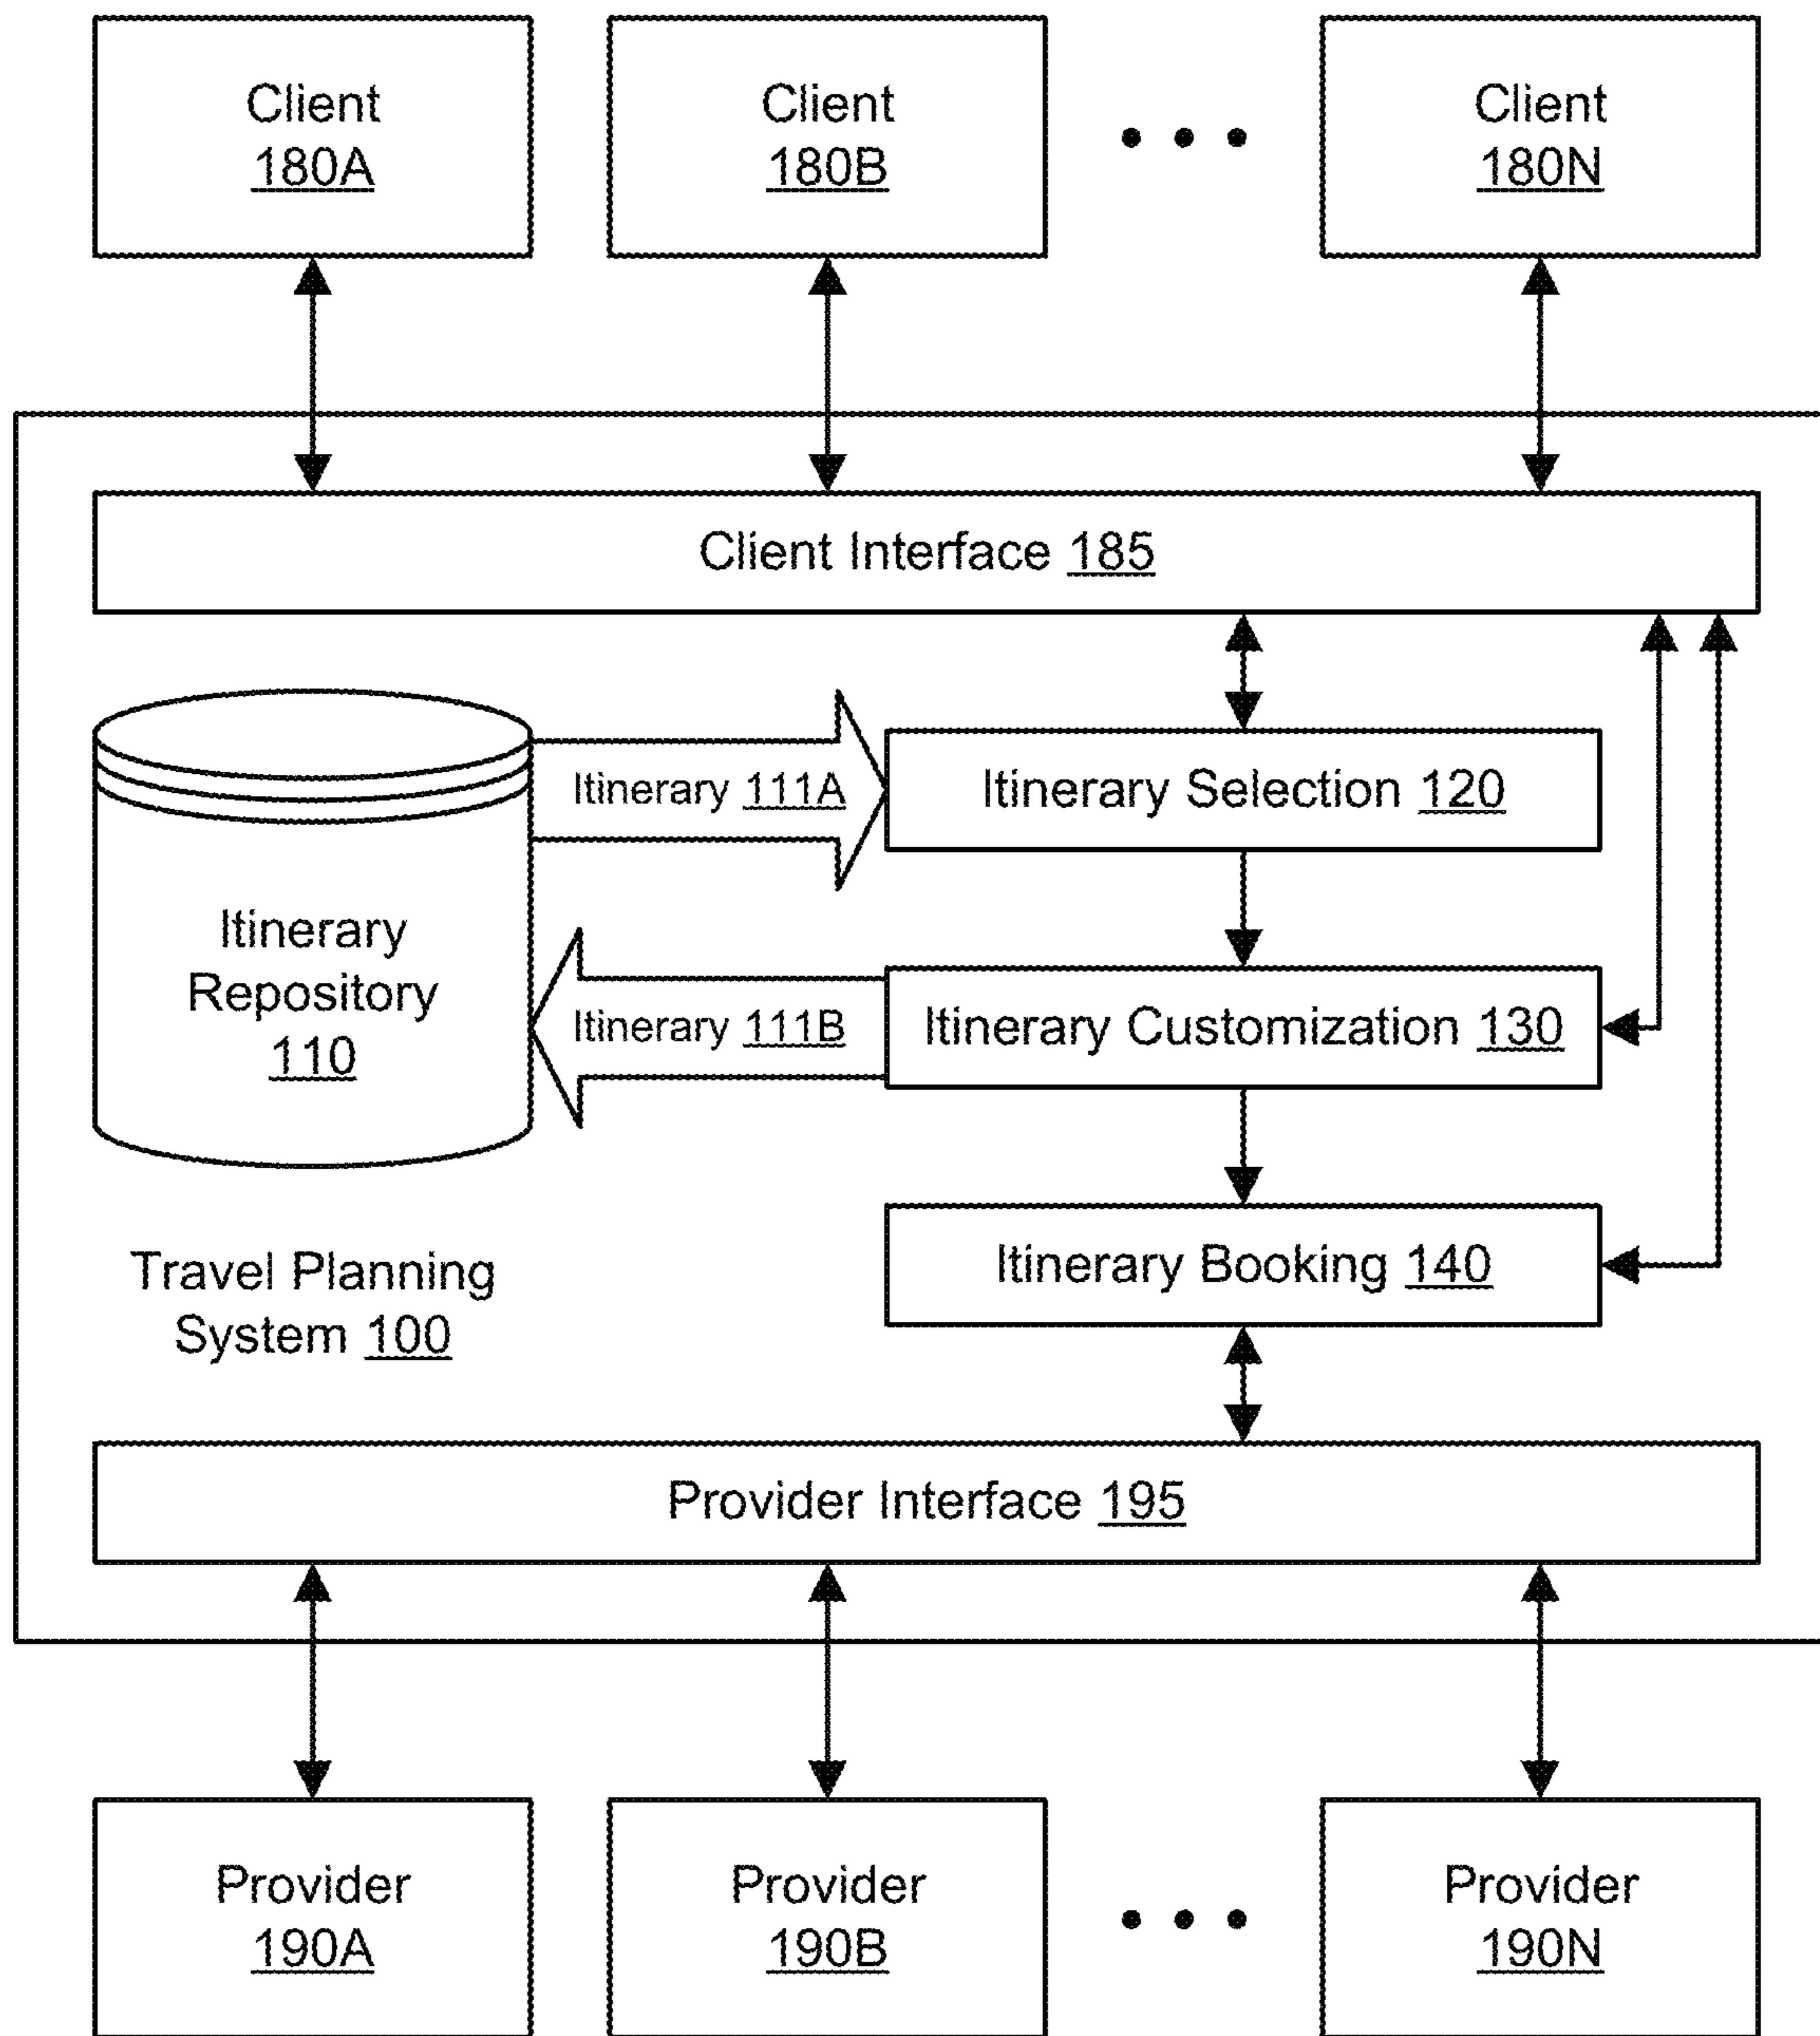 Client
180A
Client
180B
Client
180N
Client Interface 185
Itinerary 111A
Itinerary Selection 120
Itinerary
Repository
110
Itinerary 111B
Itinerary Customization 130
Travel Planning
System 100
Itinerary Booking 140
Provider Interface 195
Provider
190A
Provider
190B
Provider
190N